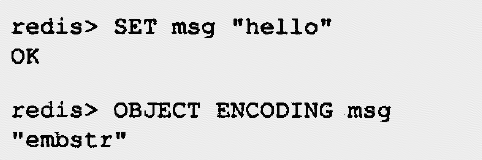 redis> SET msg "hello"
OK
redis> OBJECT ENCODING msg
"embstr"